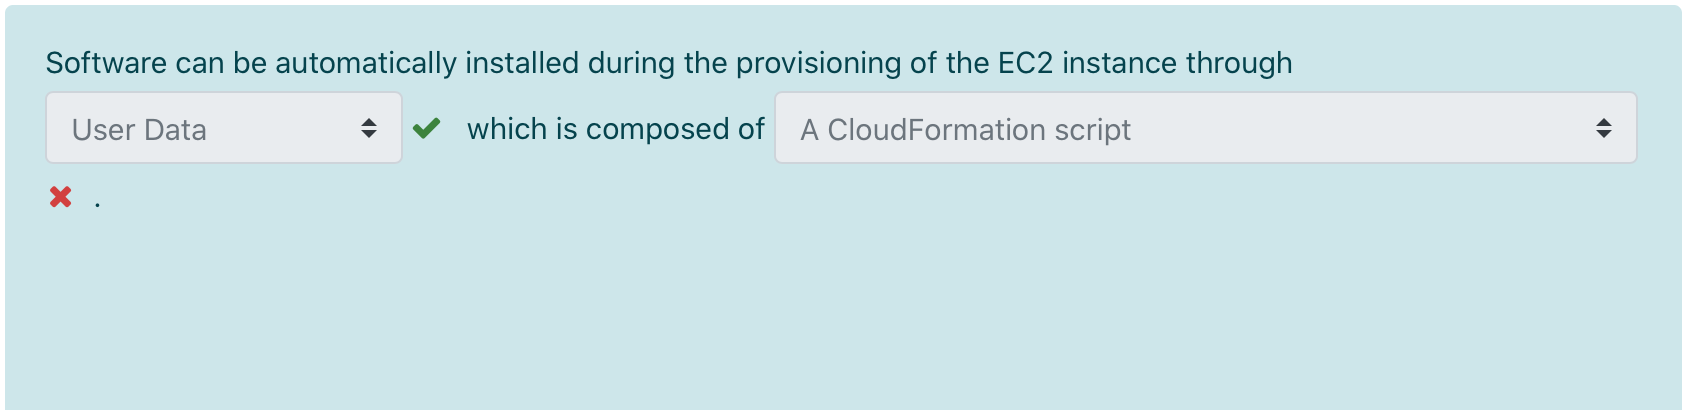 Software can be automatically installed during the provisioning of the EC2 instance through
User Data which is composed of A CloudFormation script
.